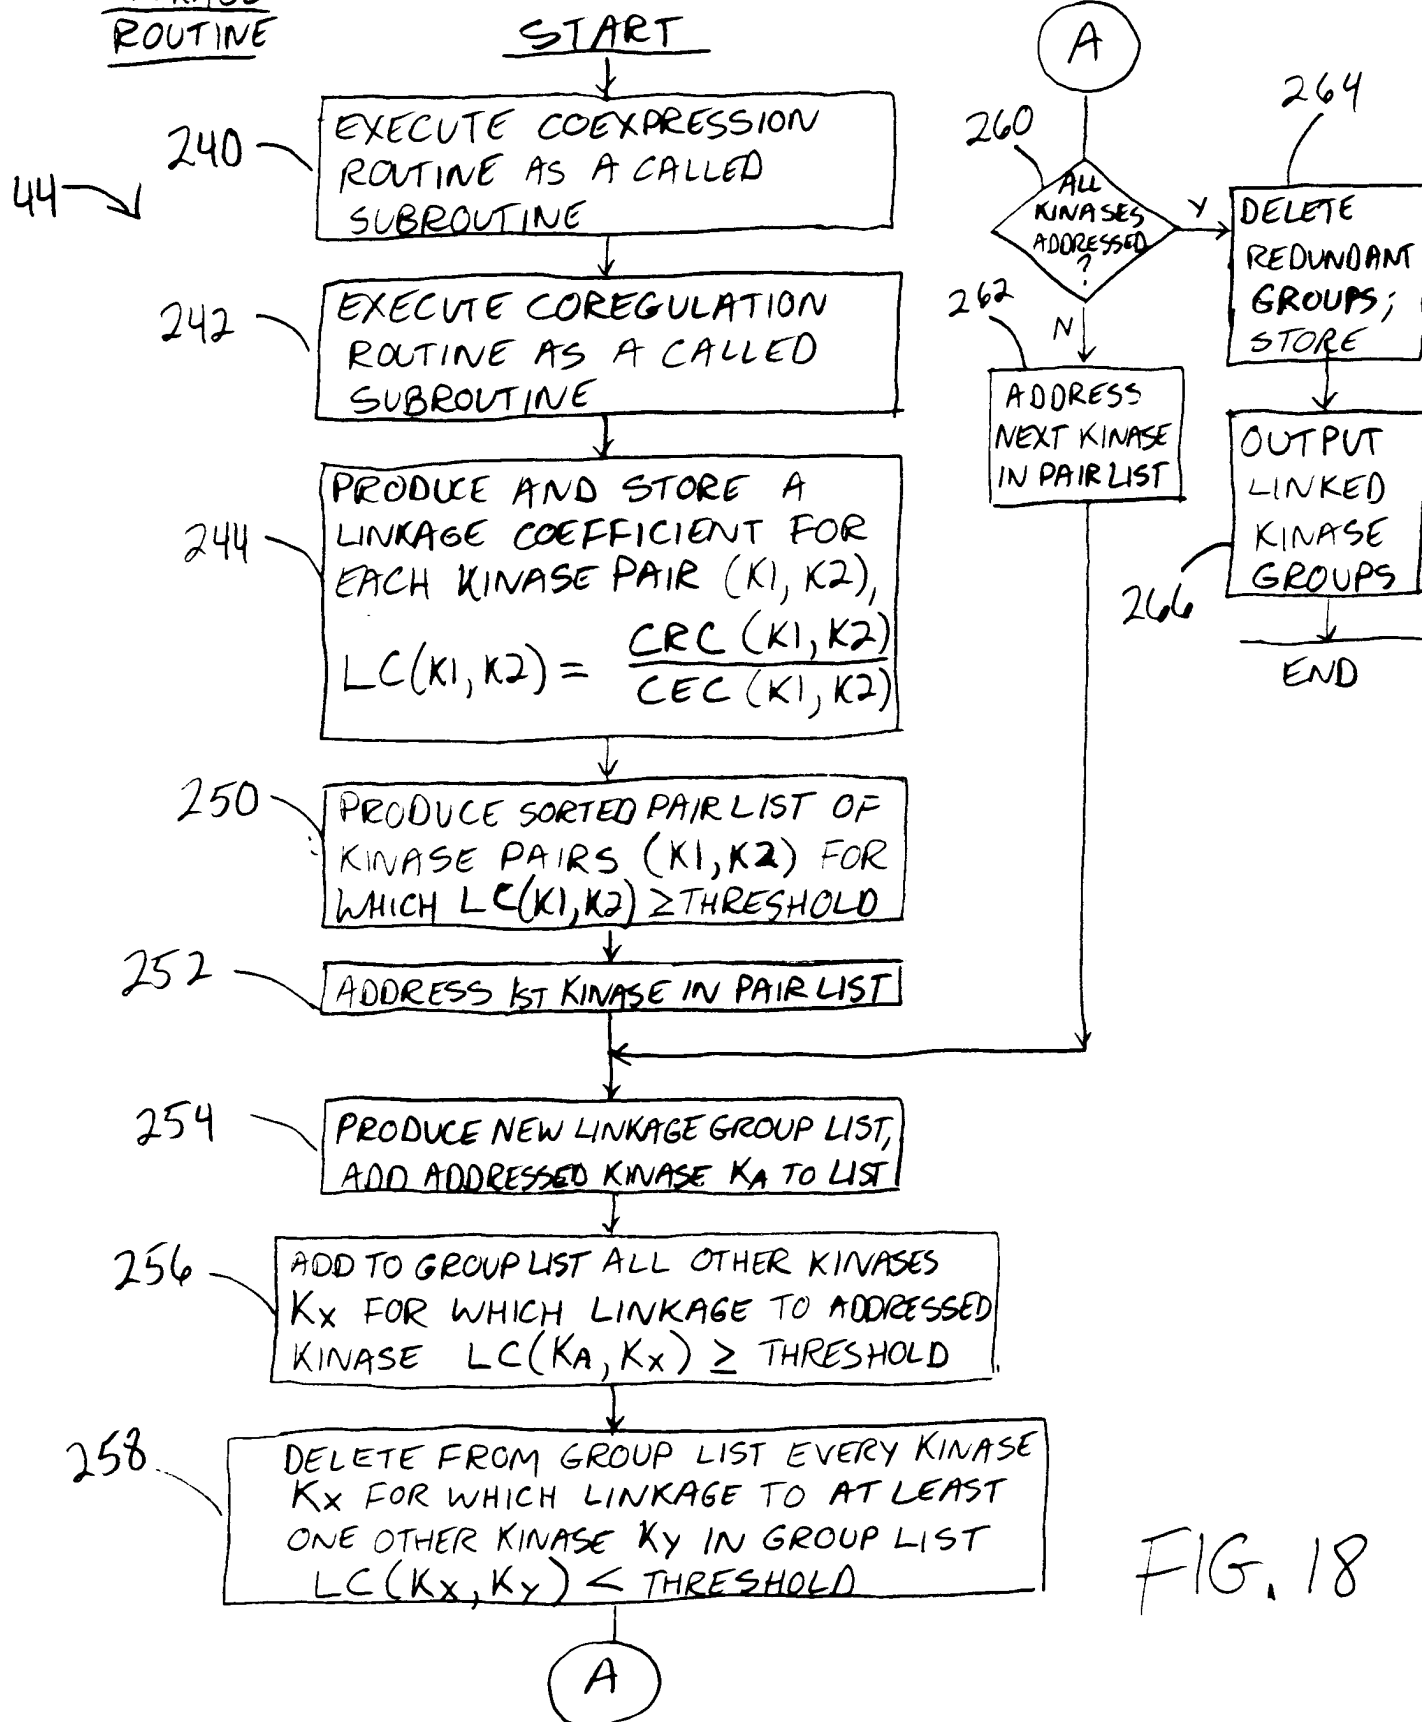 ROUTINE
START
44
240
EXECUTE COEXPRESSION
ROUTINE AS A CALLED
SUBROUTINE
242
EXECUTE COREGULATION
ROUTINE AS A CALLED
SUBROUTINE
244
PRODUCE AND STORE A
LINKAGE COEFFICIENT FOR
EACH KINASE PAIR (K1, K2),
LC(K1, K2) = CRC (K1, K2)
CEC (K1, K2)
250
PRODUCE SORTED PAIR LIST OF
KINASE PAIRS (K1, K2) FOR
WHICH LC(K1, K2) ≥ THRESHOLD
252
ADDRESS 1ST KINASE IN PAIR LIST
254
PRODUCE NEW LINKAGE GROUP LIST,
ADD ADDRESSED KINASE KA TO LIST
256
ADD TO GROUP LIST ALL OTHER KINASES
KX FOR WHICH LINKAGE TO ADDRESSED
KINASE LC(KA, KX) ≥ THRESHOLD
258
DELETE FROM GROUP LIST EVERY KINASE
KX FOR WHICH LINKAGE TO AT LEAST
ONE OTHER KINASE KY IN GROUP LIST
LC(KX, KY) < THRESHOLD
A
A
260
ALL
KINASES
ADDRESSED
?
Y
N
262
ADDRESS
NEXT KINASE
IN PAIR LIST
264
DELETE
REDUNDANT
GROUPS;
STORE
266
OUTPUT
LINKED
KINASE
GROUPS
END
FIG. 18